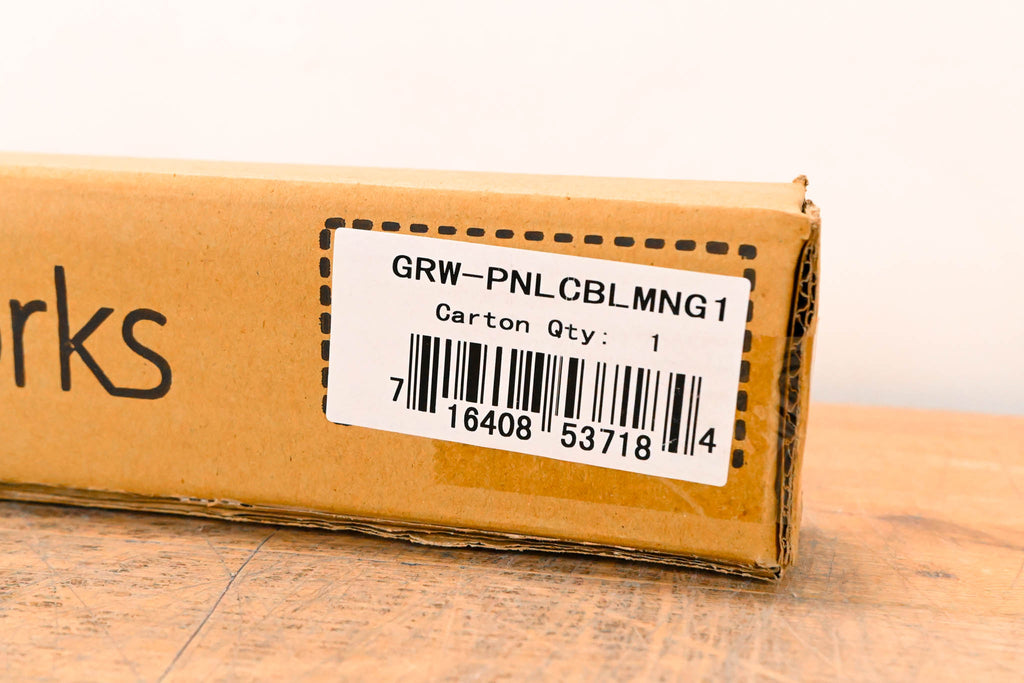 orks
GRW-PNLCBLMNG1
Carton Qty: 1
7 16408 53718 4